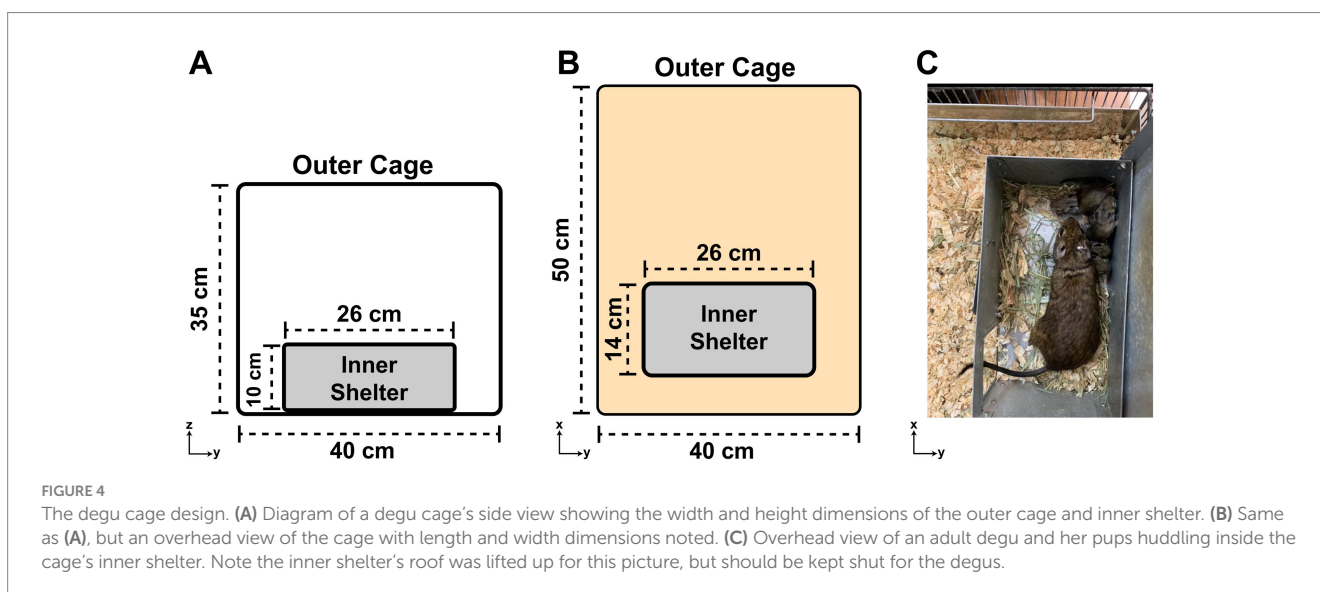 A
Outer Cage
35 cm
26 cm
10 cm
Inner
Shelter
z
y
40 cm
B
Outer Cage
50 cm
26 cm
14 cm
Inner
Shelter
x
y
40 cm
C
x
y
FIGURE 4
The degu cage design. (A) Diagram of a degu cage’s side view showing the width and height dimensions of the outer cage and inner shelter. (B) Same
as (A), but an overhead view of the cage with length and width dimensions noted. (C) Overhead view of an adult degu and her pups huddling inside the
cage’s inner shelter. Note the inner shelter’s roof was lifted up for this picture, but should be kept shut for the degus.